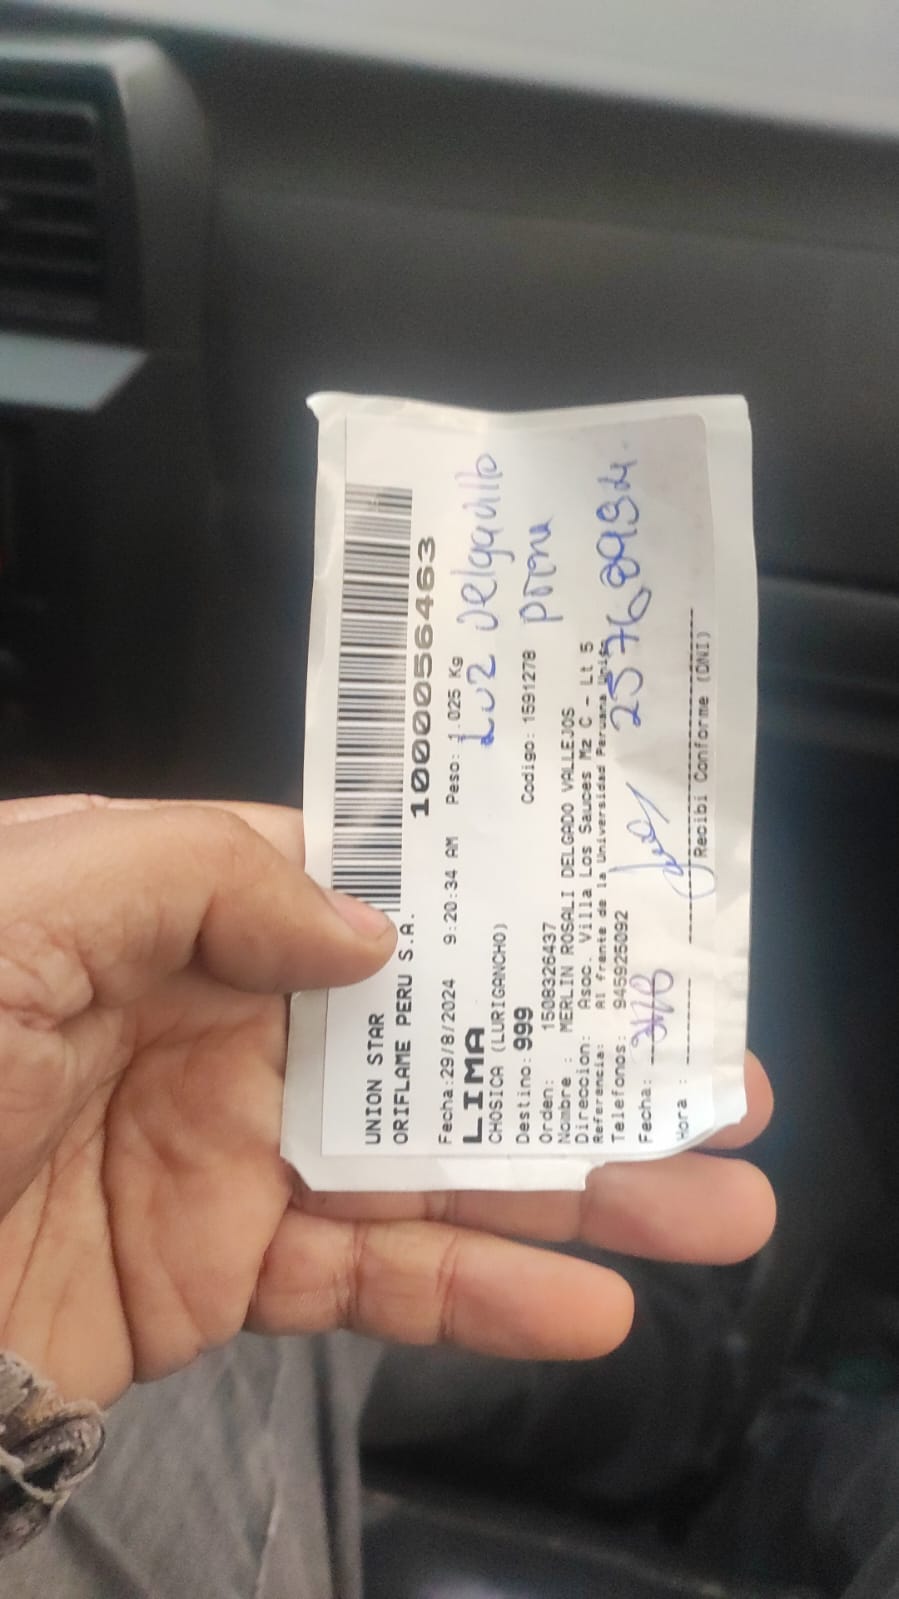 UNION STAR
ORIFLAME PERU S.A.
1000056463
Fecha:29/8/2024 9:20:34 AM Peso: 1.025 Kg
LIMA
Luz delgadillo
CHOSICA (LURIGANCHO)
Destino: 999 Codigo: 1591278
Orden: 1508326437
Nombre : MERLIN ROSALI DELGADO VALLEJOS
Direccion: Asoc. Villa Los Sauces Mz C - Lt 5
Referencia: Al frente de la Universidad Peruana
Telefonos: 945925092
Fecha:
Hora :
Recibi Conforme (DNI)